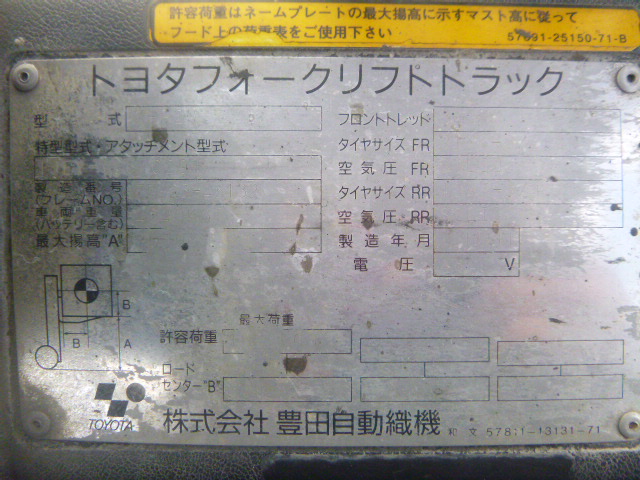 許容荷重はネームプレートの最大揚高に示すマスト高に従って
フード上の荷重表をご使用下さい 57891-25150-71-B
トヨタフォークリフトトラック
型式
特型型式・アタッチメント型式
製造番号
(フレームNO.)
車両重量
(バッテリー含む)
最大揚高"A"
フロントトレッド
タイヤサイズ FR
空気圧 FR
タイヤサイズ RR
空気圧 RR
製造年月
電圧 V
B
B A
最大荷重
許容荷重
ロード
センター"B"
TOYOTA 株式会社 豊田自動織機 和文 57811-13131-71